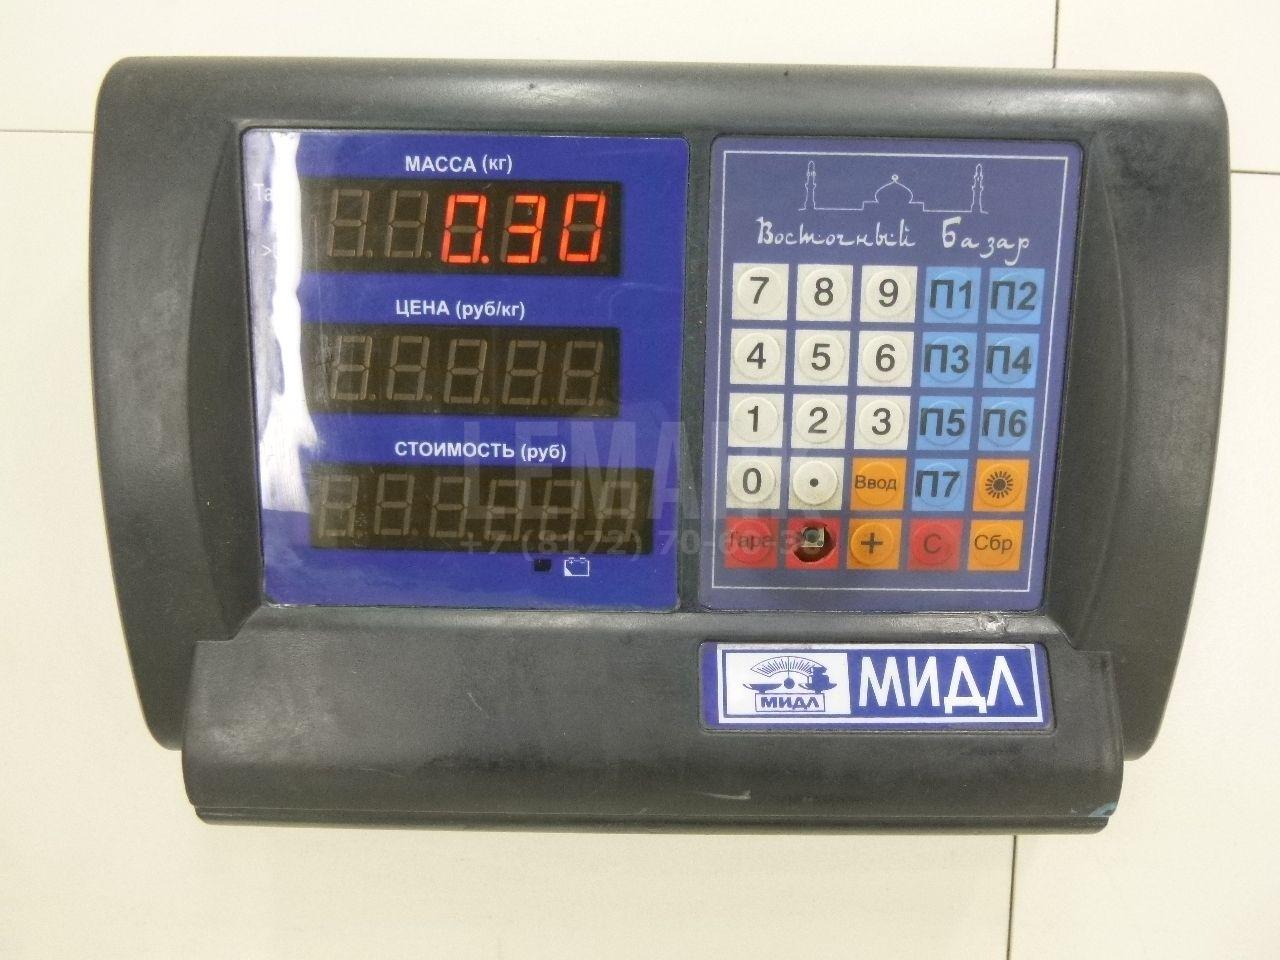 МАССА (кг)
0.30
ЦЕНА (руб/кг)
СТОИМОСТЬ (руб)
Восточный Базар
7 8 9 П1 П2
4 5 6 П3 П4
1 2 3 П5 П6
0 . Ввод П7
Тара + С Сбр
МИДЛ
МИДЛ